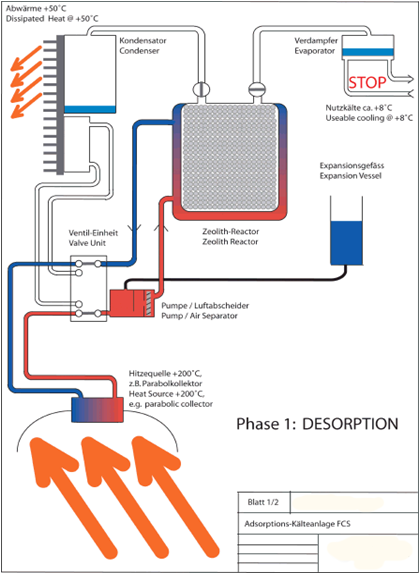 Abwärme +50˚C
Dissipated Heat @ +50˚C
Kondensator
Condenser
Verdampfer
Evaporator
STOP
Nutzkälte ca. +8˚C
Useable cooling @ +8˚C
Expansionsgefäss
Expansion Vessel
Zeolith-Reactor
Zeolith Reactor
Ventil-Einheit
Valve Unit
Pumpe / Luftabscheider
Pump / Air Separator
Hitzequelle +200˚C,
z.B. Parabolkollektor
Heat Source +200˚C,
e.g. parabolic collector
Phase 1: DESORPTION
Blatt 1/2
Adsorptions-Kälteanlage FCS